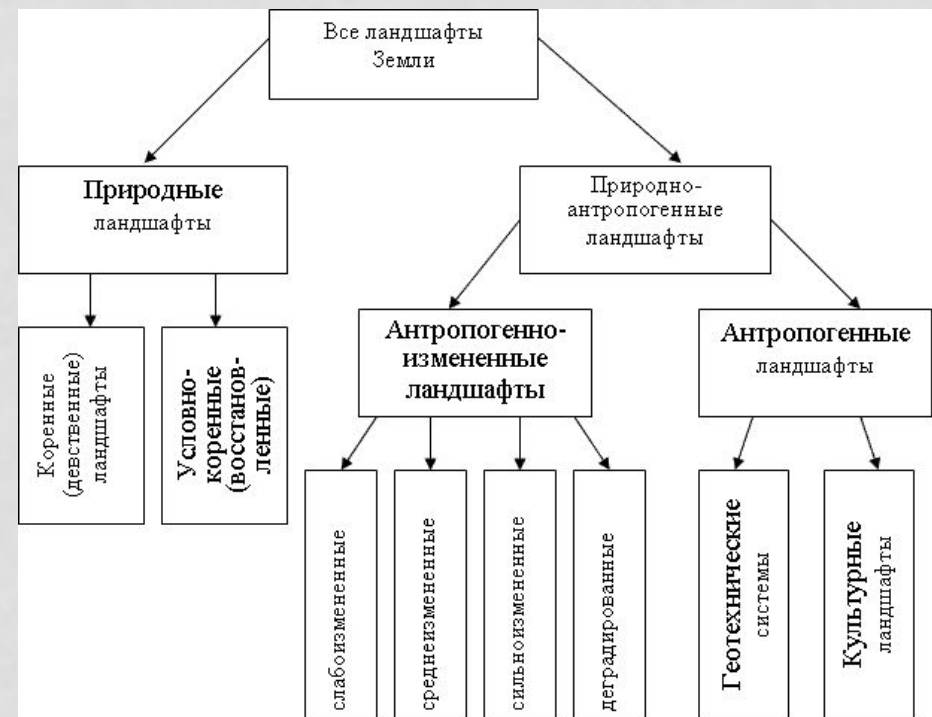 Все ландшафты
Земли
Природные
ландшафты
Природно-
антропогенные
ландшафты
Антропогенно-
измененные
ландшафты
Антропогенные
ландшафты
Коренные
(девственные)
ландшафты
Условно-
коренные
(восстанов-
ленные)
слабоизмененные
среднеизмененные
сильноизмененные
деградированные
Геотехнические
системы
Культурные
ландшафты